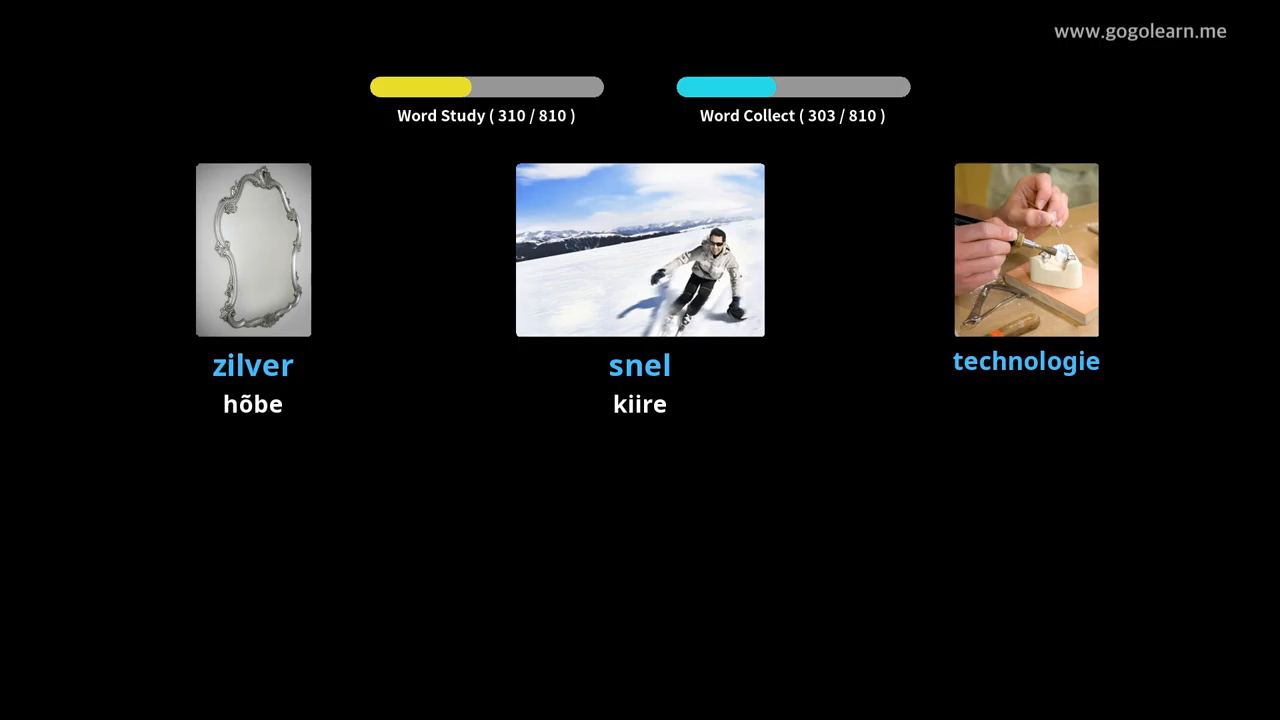 www.gogolearn.me
Word Study ( 310 / 810 )
Word Collect ( 303 / 810 )
zilver
hõbe
snel
kiire
technologie